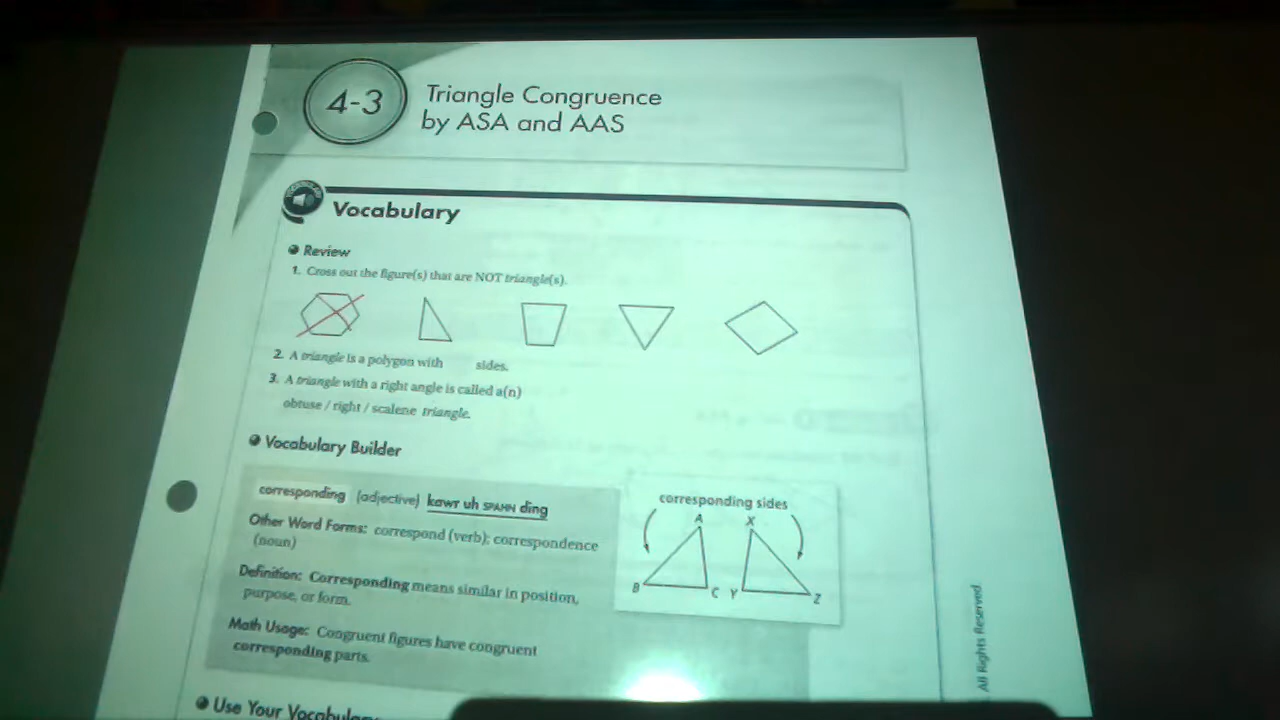 4-3
Triangle Congruence
by ASA and AAS
Vocabulary
Review
1. Cross out the figure(s) that are NOT triangle(s).
2. A triangle is a polygon with sides.
3. A triangle with a right angle is called a(n)
obtuse / right / scalene triangle.
Vocabulary Builder
corresponding (adjective) kawr uh SPAHN ding
Other Word Forms: correspond (verb); correspondence
(noun)
Definition: Corresponding means similar in position,
purpose, or form.
Math Usage: Congruent figures have congruent
corresponding parts.
corresponding sides
A X
B C Y Z
Use Your Vocabulary
All Rights Reserved